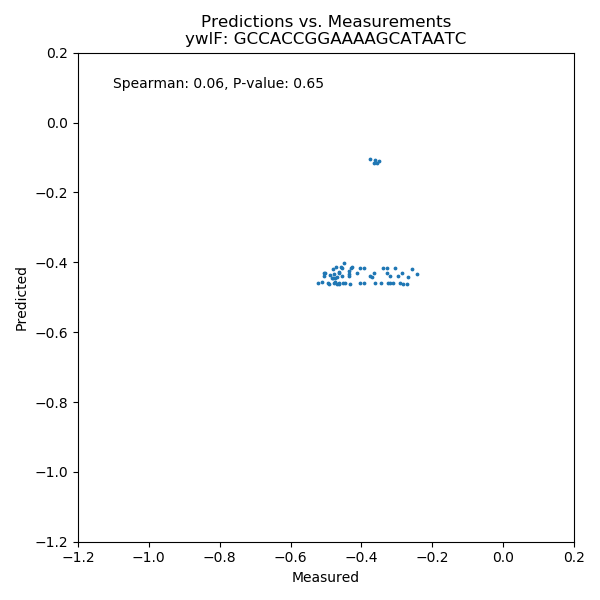 Predictions vs. Measurements
ywlF: GCCACCGGAAAAGCATAATC
Spearman: 0.06, P-value: 0.65
0.2
0.0
−0.2
−0.4
−0.6
−0.8
−1.0
−1.2
Predicted
−1.2 −1.0 −0.8 −0.6 −0.4 −0.2 0.0 0.2
Measured